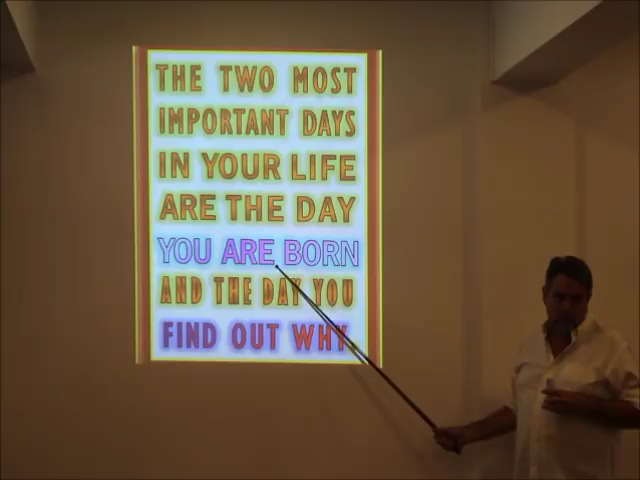 THE TWO MOST
IMPORTANT DAYS
IN YOUR LIFE
ARE THE DAY
YOU ARE BORN
AND THE DAY YOU
FIND OUT WHY